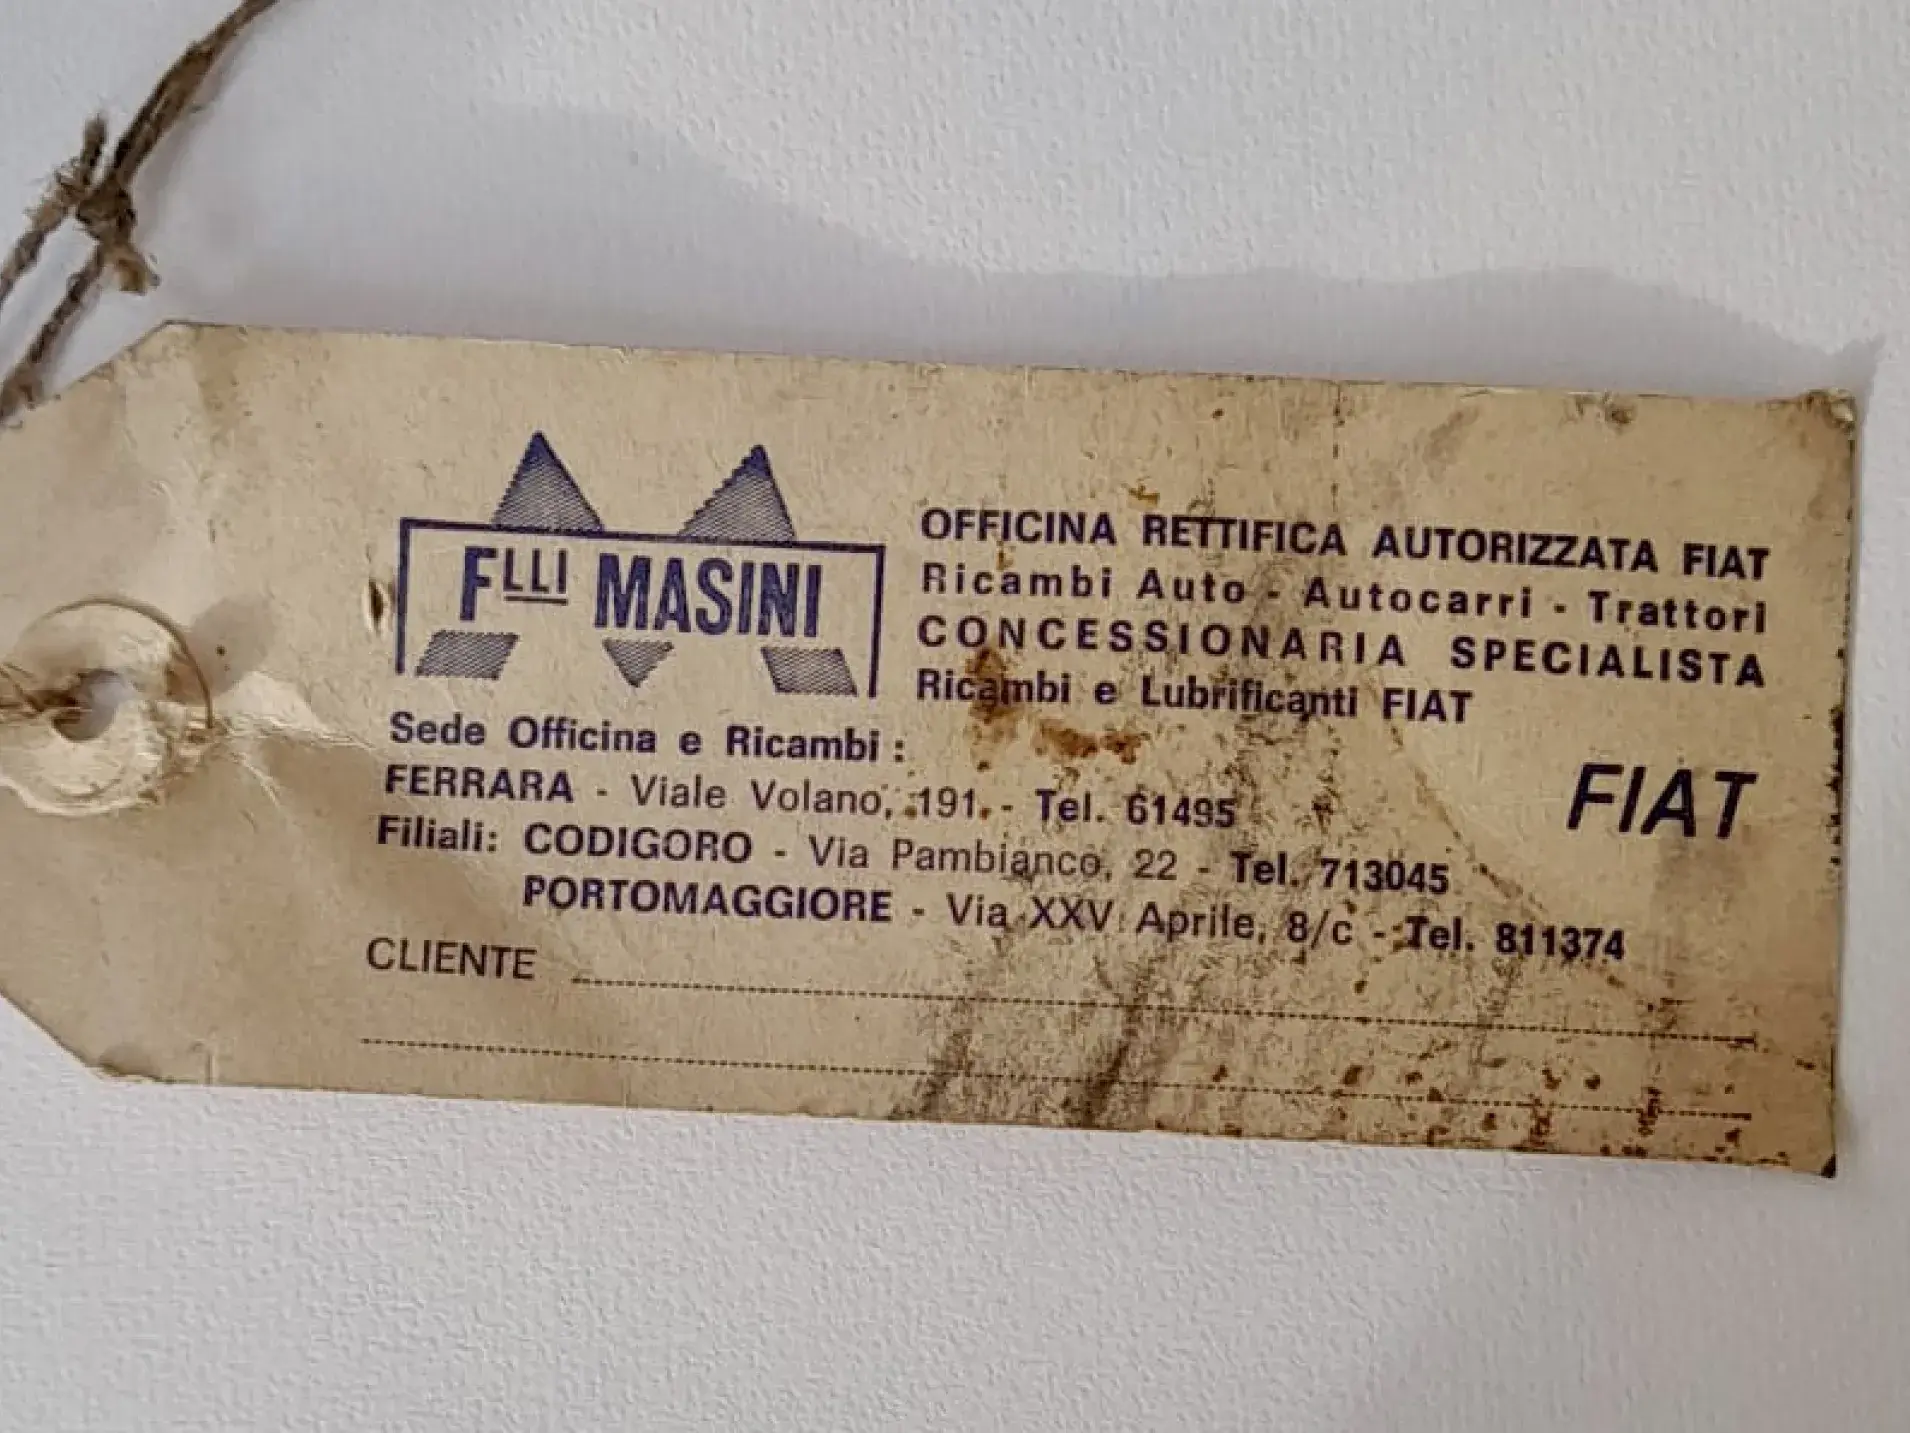 Flli MASINI
OFFICINA RETTIFICA AUTORIZZATA FIAT
Ricambi Auto - Autocarri - Trattori
CONCESSIONARIA SPECIALISTA
Ricambi e Lubrificanti FIAT
FIAT
Sede Officina e Ricambi :
FERRARA - Viale Volano, 191 - Tel. 61495
Filiali: CODIGORO - Via Pambianco, 22 - Tel. 713045
PORTOMAGGIORE - Via XXV Aprile, 8/c - Tel. 811374
CLIENTE